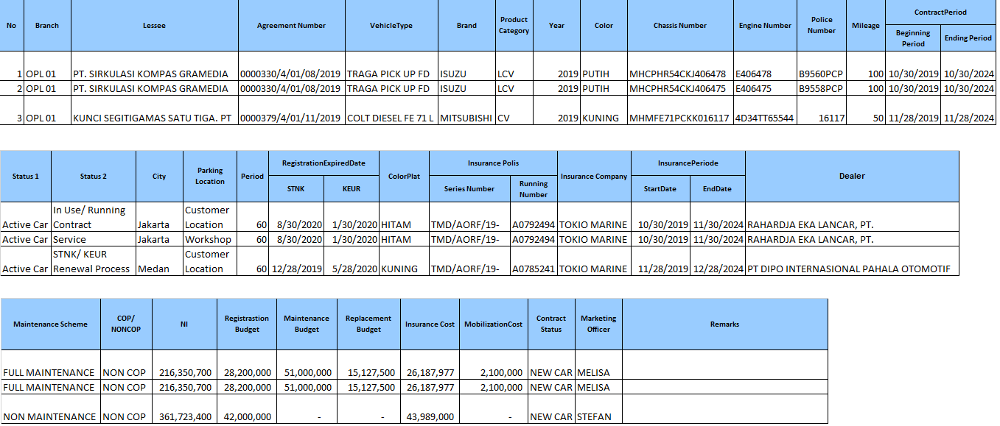 No Branch Lessee Agreement Number VehicleType Brand Product Category Year Color Chassis Number Engine Number Police Number Mileage ContractPeriod
Beginning Period Ending Period
1 OPL 01 PT. SIRKULASI KOMPAS GRAMEDIA 0000330/4/01/08/2019 TRAGA PICK UP FD ISUZU LCV 2019 PUTIH MHCPHR54CKJ406478 E406478 B9560PCP 100 10/30/2019 10/30/2024
2 OPL 01 PT. SIRKULASI KOMPAS GRAMEDIA 0000330/4/01/08/2019 TRAGA PICK UP FD ISUZU LCV 2019 PUTIH MHCPHR54CKJ406475 E406475 B9558PCP 100 10/30/2019 10/30/2024
3 OPL 01 KUNCI SEGITIGAMAS SATU TIGA. PT 0000379/4/01/11/2019 COLT DIESEL FE 71 L MITSUBISHI CV 2019 KUNING MHMFE71PCKK016117 4D34TT65544 16117 50 11/28/2019 11/28/2024
Status 1 Status 2 City Parking Location Period RegistrationExpiredDate ColorPlat Insurance Polis Insurance Company InsurancePeriode Dealer
STNK KEUR Series Number Running Number StartDate EndDate
Active Car In Use/ Running Contract Jakarta Customer Location 60 8/30/2020 1/30/2020 HITAM TMD/AORF/19- A0792494 TOKIO MARINE 10/30/2019 11/30/2024 RAHARDJA EKA LANCAR, PT.
Active Car Service Jakarta Workshop 60 8/30/2020 1/30/2020 HITAM TMD/AORF/19- A0792494 TOKIO MARINE 10/30/2019 11/30/2024 RAHARDJA EKA LANCAR, PT.
Active Car STNK/ KEUR Renewal Process Medan Customer Location 60 12/28/2019 5/28/2020 KUNING TMD/AORF/19- A0785241 TOKIO MARINE 11/28/2019 12/28/2024 PT DIPO INTERNASIONAL PAHALA OTOMOTIF
Maintenance Scheme COP/ NONCOP NI Registrastion Budget Maintenance Budget Replacement Budget Insurance Cost MobilizationCost Contract Status Marketing Officer Remarks
FULL MAINTENANCE NON COP 216,350,700 28,200,000 51,000,000 15,127,500 26,187,977 2,100,000 NEW CAR MELISA
FULL MAINTENANCE NON COP 216,350,700 28,200,000 51,000,000 15,127,500 26,187,977 2,100,000 NEW CAR MELISA
NON MAINTENANCE NON COP 361,723,400 42,000,000 - - 43,989,000 - NEW CAR STEFAN